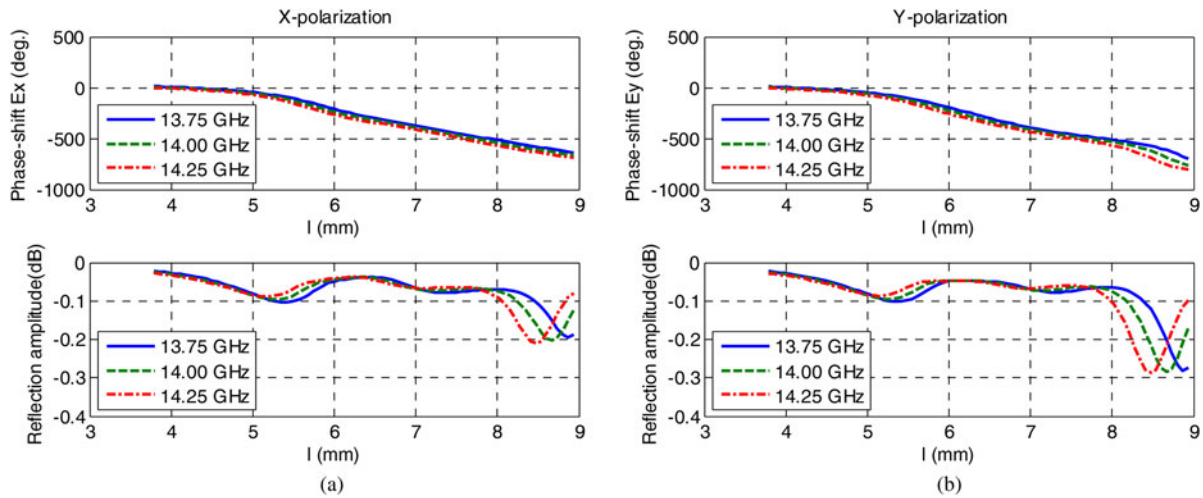 X-polarization
Phase-shift Ex (deg.)
500
0
-500
-1000
13.75 GHz
14.00 GHz
14.25 GHz
3 4 5 6 7 8 9
l (mm)
Reflection amplitude(dB)
0
-0.1
-0.2
-0.3
-0.4
13.75 GHz
14.00 GHz
14.25 GHz
3 4 5 6 7 8 9
l (mm)
(a)
Y-polarization
Phase-shift Ey (deg.)
500
0
-500
-1000
13.75 GHz
14.00 GHz
14.25 GHz
3 4 5 6 7 8 9
l (mm)
Reflection amplitude(dB)
0
-0.1
-0.2
-0.3
-0.4
13.75 GHz
14.00 GHz
14.25 GHz
3 4 5 6 7 8 9
l (mm)
(b)